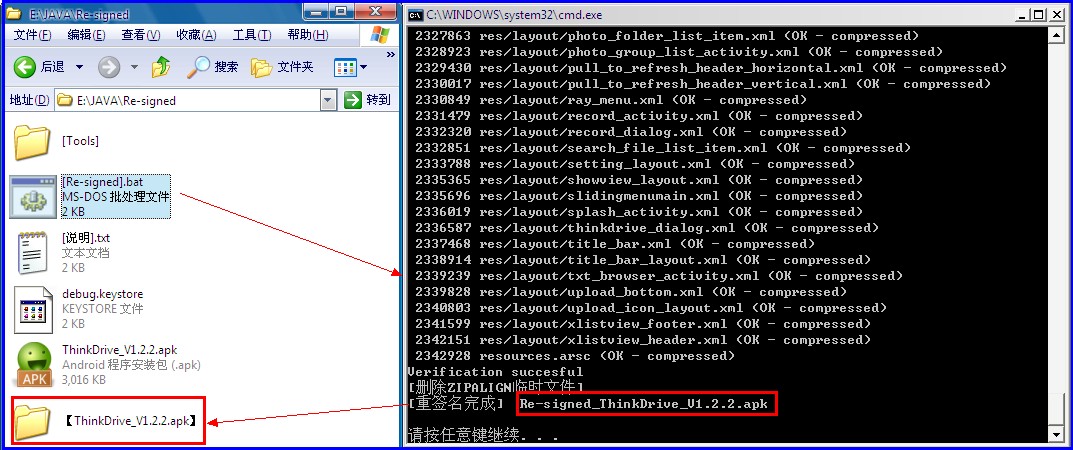 E:\JAVA\Re-signed
文件(F) 编辑(E) 查看(V) 收藏(A) 工具(T) 帮助(H)
后退 搜索 文件夹
地址(D) E:\JAVA\Re-signed 转到
[Tools]
[Re-signed].bat
MS-DOS 批处理文件
2 KB
[说明].txt
文本文档
2 KB
debug.keystore
KEYSTORE 文件
2 KB
APK
ThinkDrive_V1.2.2.apk
Android 程序安装包 (.apk)
3,016 KB
【ThinkDrive_V1.2.2.apk】
C:\WINDOWS\system32\cmd.exe
2327863 res/layout/photo_folder_list_item.xml (OK - compressed)
2328923 res/layout/photo_group_list_activity.xml (OK - compressed)
2329430 res/layout/pull_to_refresh_header_horizontal.xml (OK - compressed)
2330017 res/layout/pull_to_refresh_header_vertical.xml (OK - compressed)
2330849 res/layout/ray_menu.xml (OK - compressed)
2331479 res/layout/record_activity.xml (OK - compressed)
2332320 res/layout/record_dialog.xml (OK - compressed)
2332851 res/layout/search_file_list_item.xml (OK - compressed)
2333788 res/layout/setting_layout.xml (OK - compressed)
2335365 res/layout/showview_layout.xml (OK - compressed)
2335696 res/layout/slidingmenumain.xml (OK - compressed)
2336019 res/layout/splash_activity.xml (OK - compressed)
2336587 res/layout/thinkdrive_dialog.xml (OK - compressed)
2337468 res/layout/title_bar.xml (OK - compressed)
2338914 res/layout/title_bar_layout.xml (OK - compressed)
2339239 res/layout/txt_browser_activity.xml (OK - compressed)
2339828 res/layout/upload_bottom.xml (OK - compressed)
2340803 res/layout/upload_icon_layout.xml (OK - compressed)
2341599 res/layout/xlistview_footer.xml (OK - compressed)
2342151 res/layout/xlistview_header.xml (OK - compressed)
2342928 resources.arsc (OK - compressed)
Verification succesful
[删除ZIPALIGN临时文件]
[重签名完成] Re-signed_ThinkDrive_V1.2.2.apk
请按任意键继续. . .